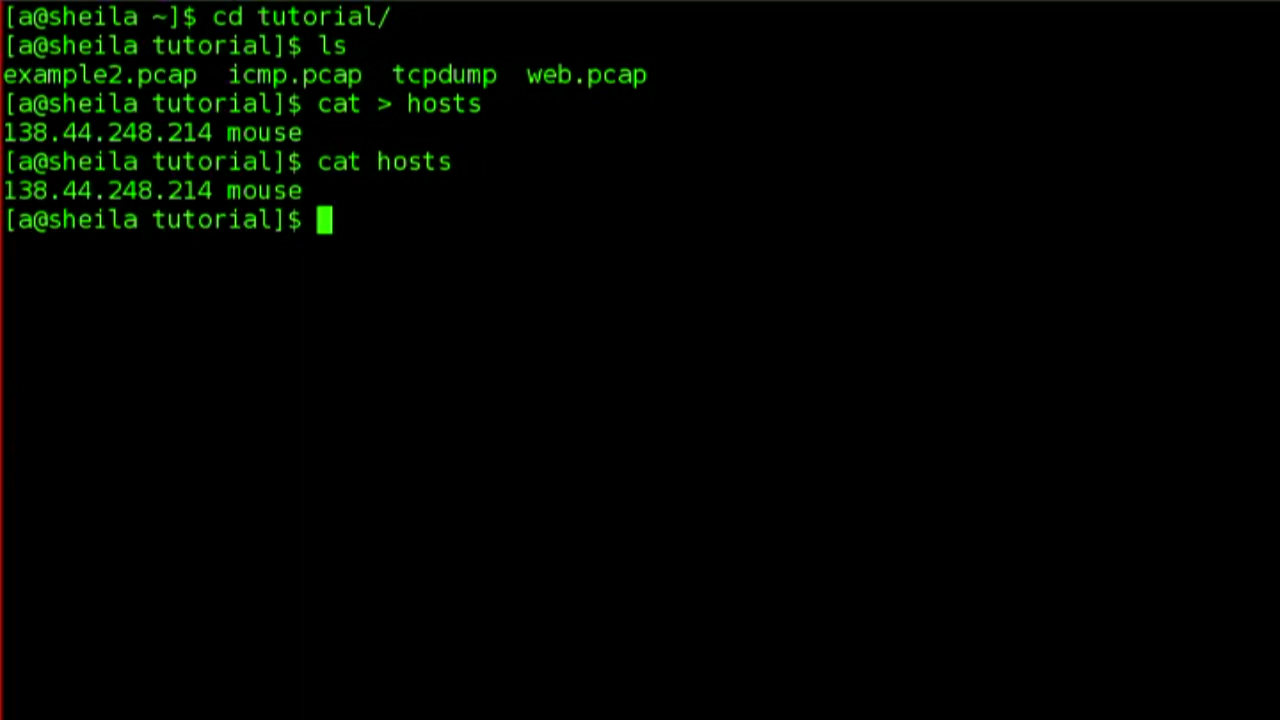 [a@sheila ~]$ cd tutorial/
[a@sheila tutorial]$ ls
example2.pcap  icmp.pcap  tcpdump  web.pcap
[a@sheila tutorial]$ cat > hosts
138.44.248.214 mouse
[a@sheila tutorial]$ cat hosts
138.44.248.214 mouse
[a@sheila tutorial]$